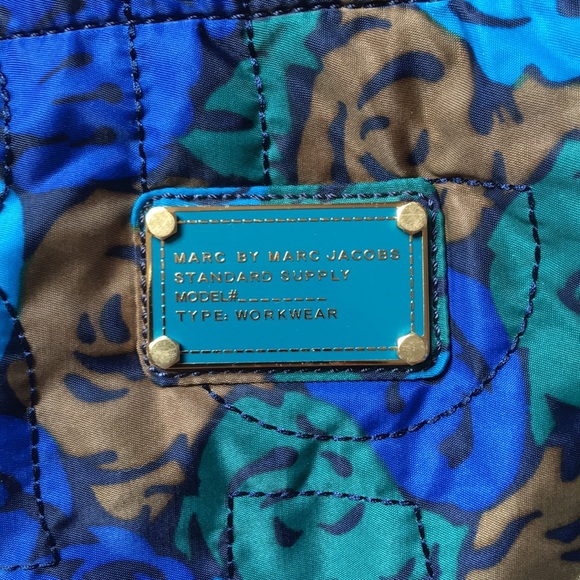 MARC BY MARC JACOBS
STANDARD SUPPLY
MODEL#________
TYPE: WORKWEAR